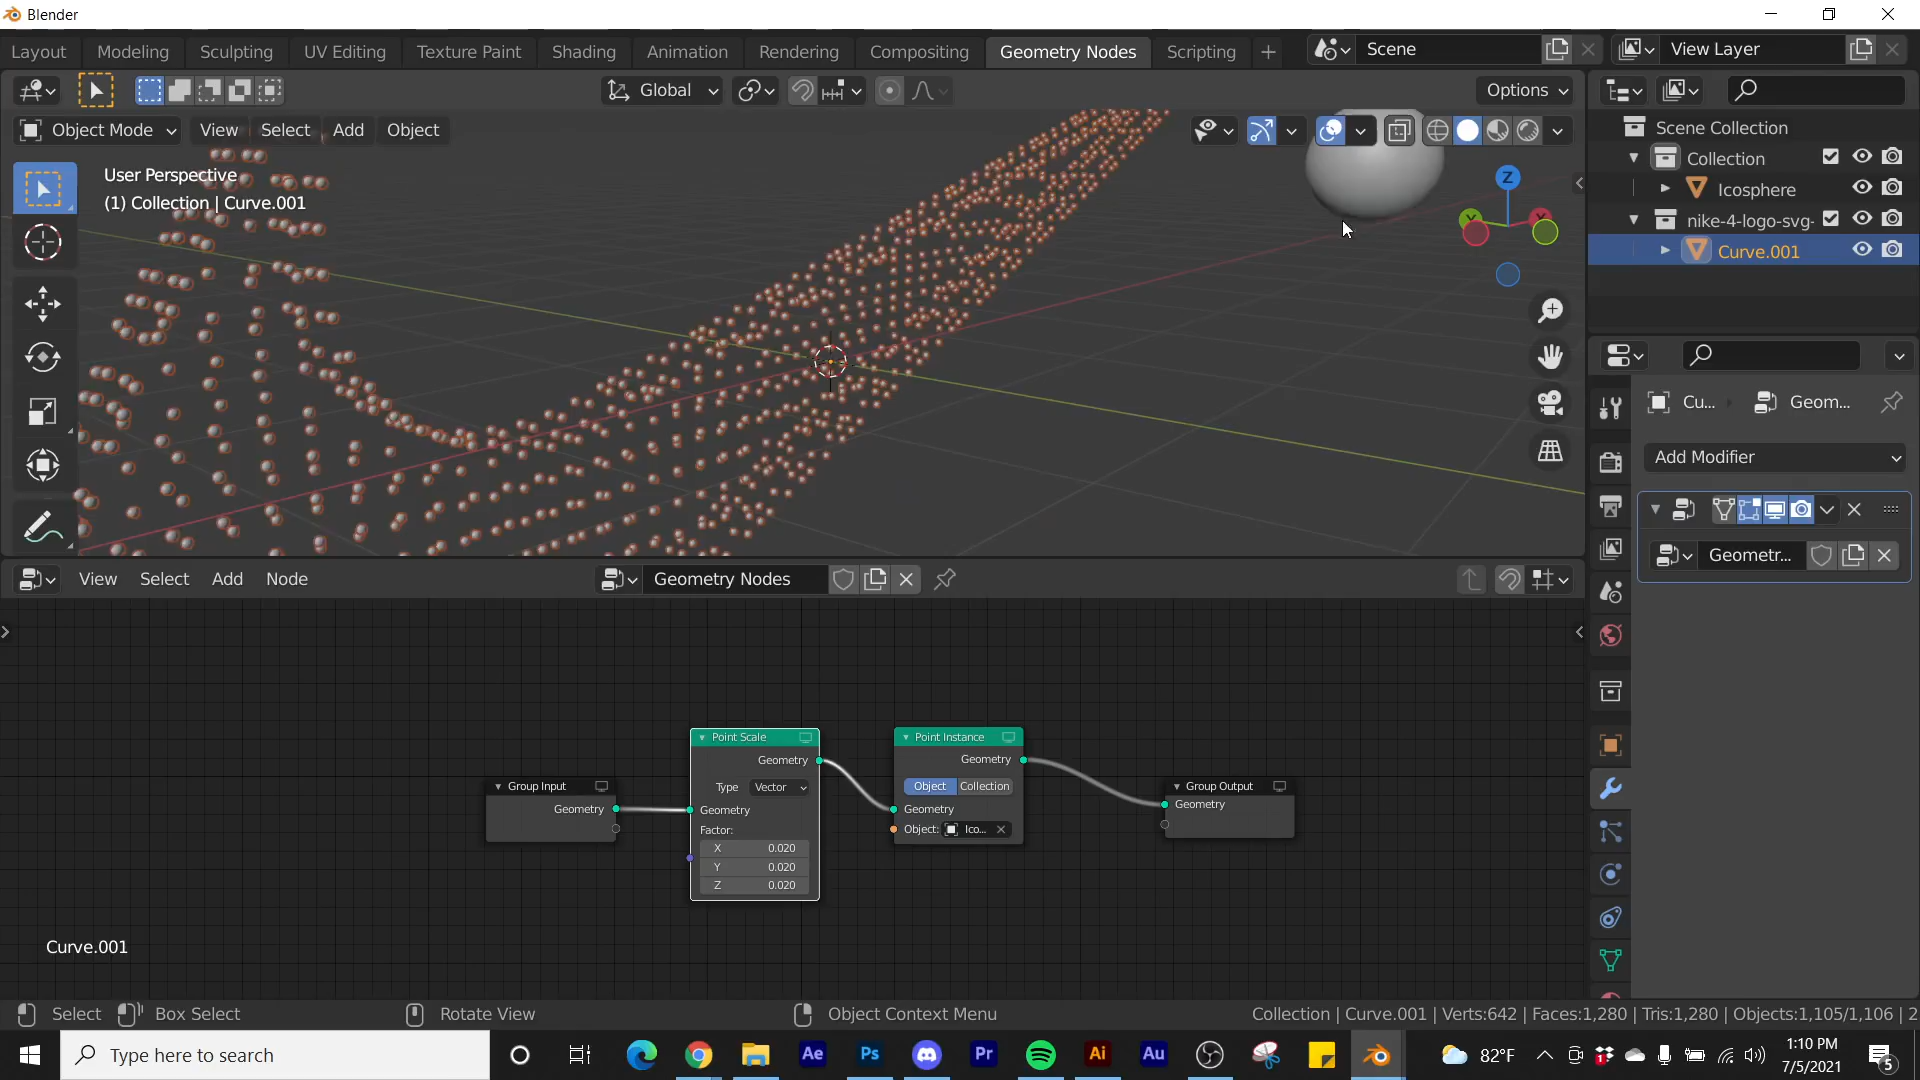 Blender
Layout Modeling Sculpting UV Editing Texture Paint Shading Animation Rendering Compositing Geometry Nodes Scripting + Scene View Layer
Global Options
Object Mode View Select Add Object
User Perspective
(1) Collection | Curve.001
Z
Y
X
Scene Collection
Collection
Icosphere
nike-4-logo-svg-
Curve.001
Cu... Geom...
Add Modifier
Geometr...
View Select Add Node Geometry Nodes
Point Scale
Geometry
Type Vector
Geometry
Factor:
X 0.020
Y 0.020
Z 0.020
Point Instance
Geometry
Object Collection
Geometry
Object: Ico...
Group Input
Geometry
Group Output
Geometry
Curve.001
Select Box Select Rotate View Object Context Menu Collection | Curve.001 | Verts:642 | Faces:1,280 | Tris:1,280 | Objects:1,105/1,106 | 2
Type here to search
Ae Ps Pr Ai Au
82°F
1:10 PM
7/5/2021
5